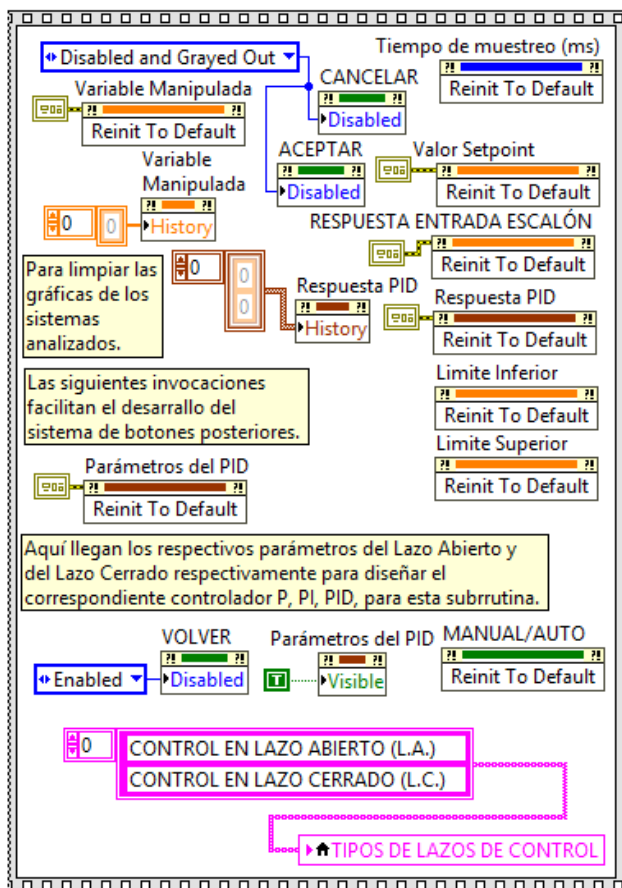 Disabled and Grayed Out
Tiempo de muestreo (ms)
Reinit To Default
Variable Manipulada
Reinit To Default
CANCELAR
Disabled
ACEPTAR
Disabled
Valor Setpoint
Reinit To Default
Variable
Manipulada
History
0
0
RESPUESTA ENTRADA ESCALÓN
Reinit To Default
Para limpiar las
gráficas de los
sistemas
analizados.
0
0
0
Respuesta PID
History
Respuesta PID
Reinit To Default
Las siguientes invocaciones
facilitan el desarrallo del
sistema de botones posteriores.
Limite Inferior
Reinit To Default
Limite Superior
Reinit To Default
Parámetros del PID
Reinit To Default
Aquí llegan los respectivos parámetros del Lazo Abierto y
del Lazo Cerrado respectivamente para diseñar el
correspondiente controlador P, PI, PID, para esta subrrutina.
VOLVER
Enabled
Disabled
Parámetros del PID
T
Visible
MANUAL/AUTO
Reinit To Default
0
CONTROL EN LAZO ABIERTO (L.A.)
CONTROL EN LAZO CERRADO (L.C.)
TIPOS DE LAZOS DE CONTROL